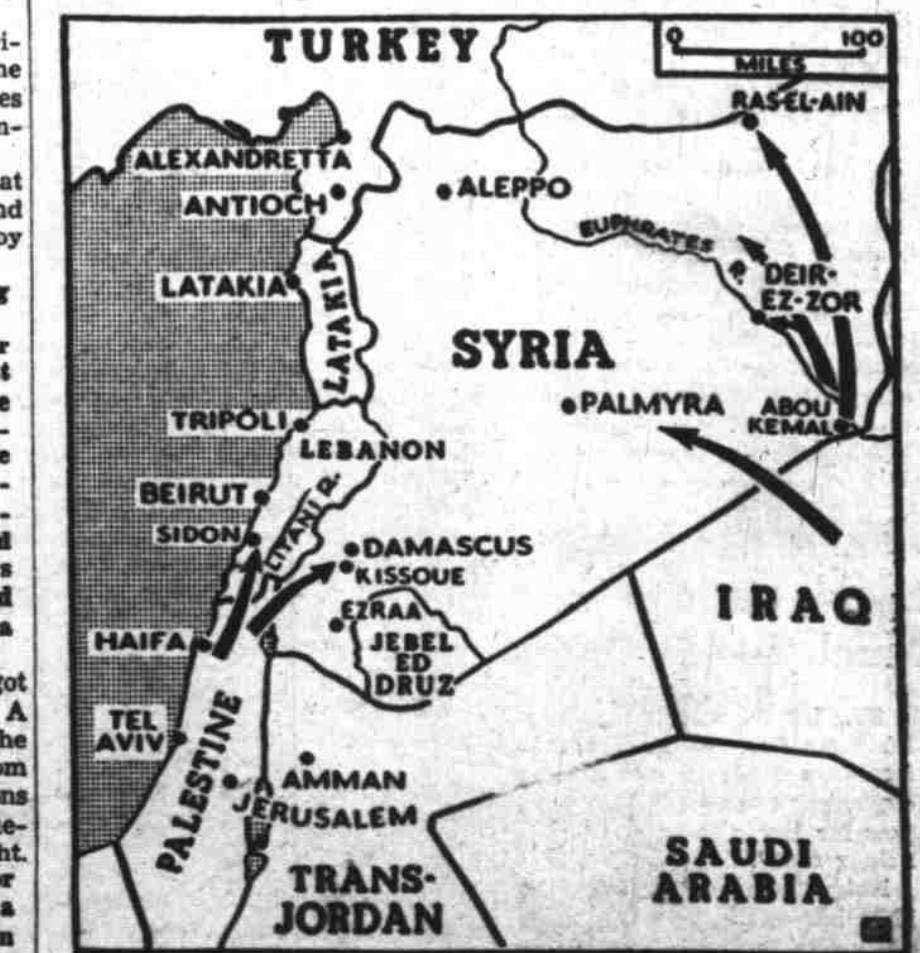 TURKEY
0 100
MILES
RAS-EL-AIN
ALEXANDRETTA
ANTIOCH
ALEPPO
EUPHRATES R.
DEIR-
EZ-ZOR
LATAKIA
LATAKIA
SYRIA
PALMYRA
ABOU
KEMAL
TRIPOLI
LEBANON
BEIRUT
LITANI R.
SIDON
DAMASCUS
KISSOUE
IRAQ
EZRAA
HAIFA
JEBEL
ED
DRUZ
TEL
AVIV
PALESTINE
AMMAN
JERUSALEM
SAUDI
ARABIA
TRANS-
JORDAN